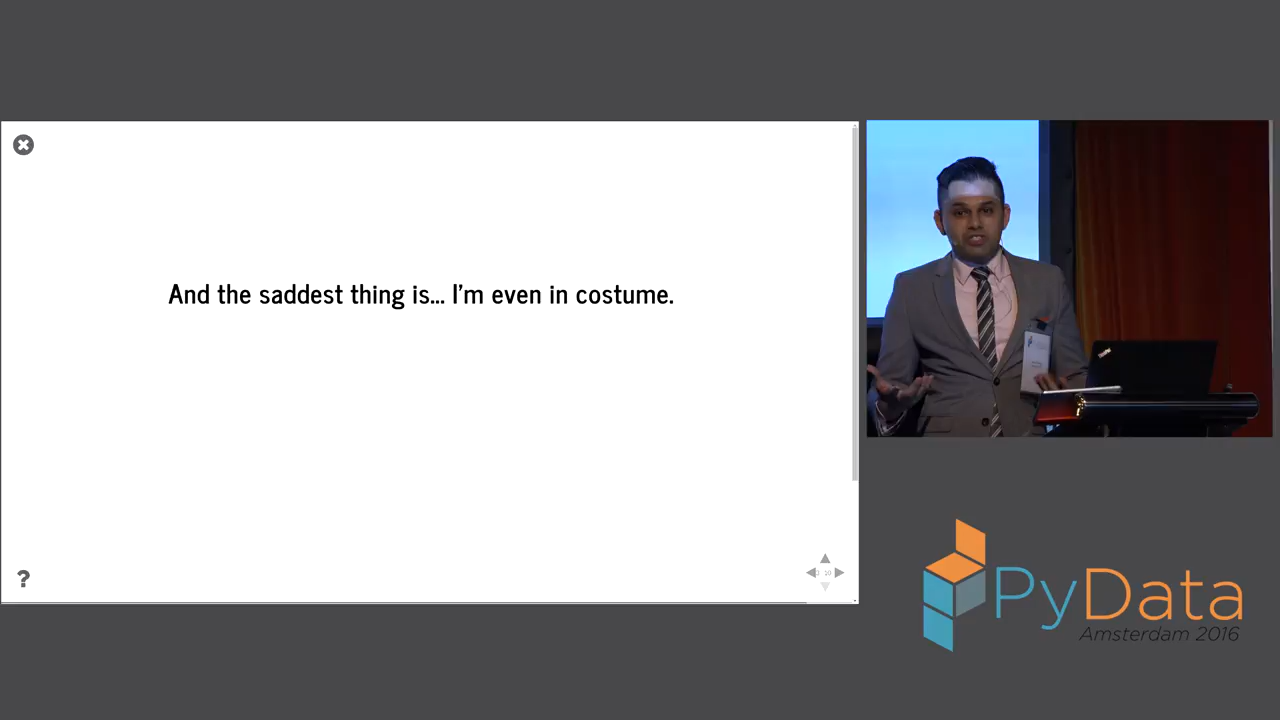 And the saddest thing is... I'm even in costume.
?
PyData
Amsterdam 2016